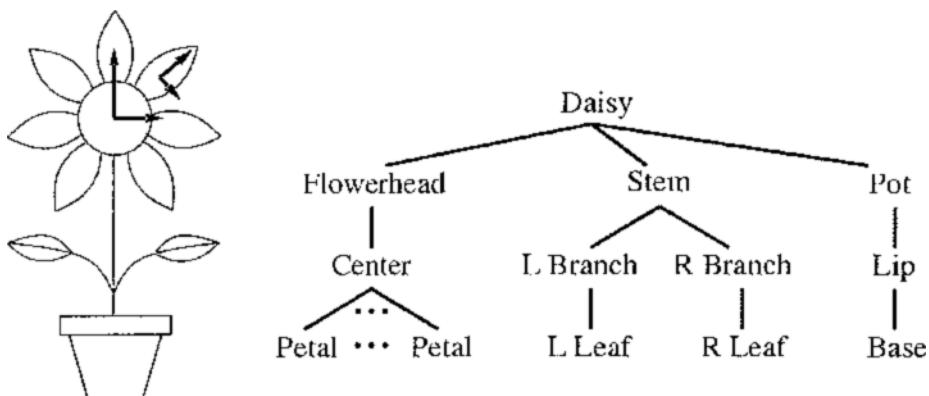 Daisy
Flowerhead Stem Pot
Center L Branch R Branch Lip
...
Petal ... Petal L Leaf R Leaf Base